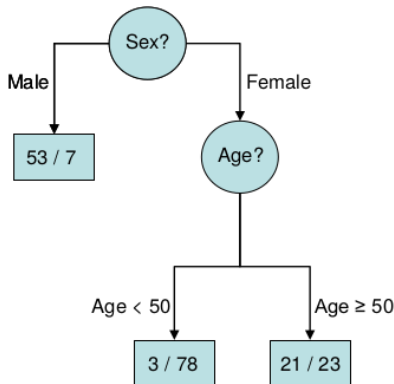 Sex?
Male
Female
53 / 7
Age?
Age < 50
Age ≥ 50
3 / 78
21 / 23